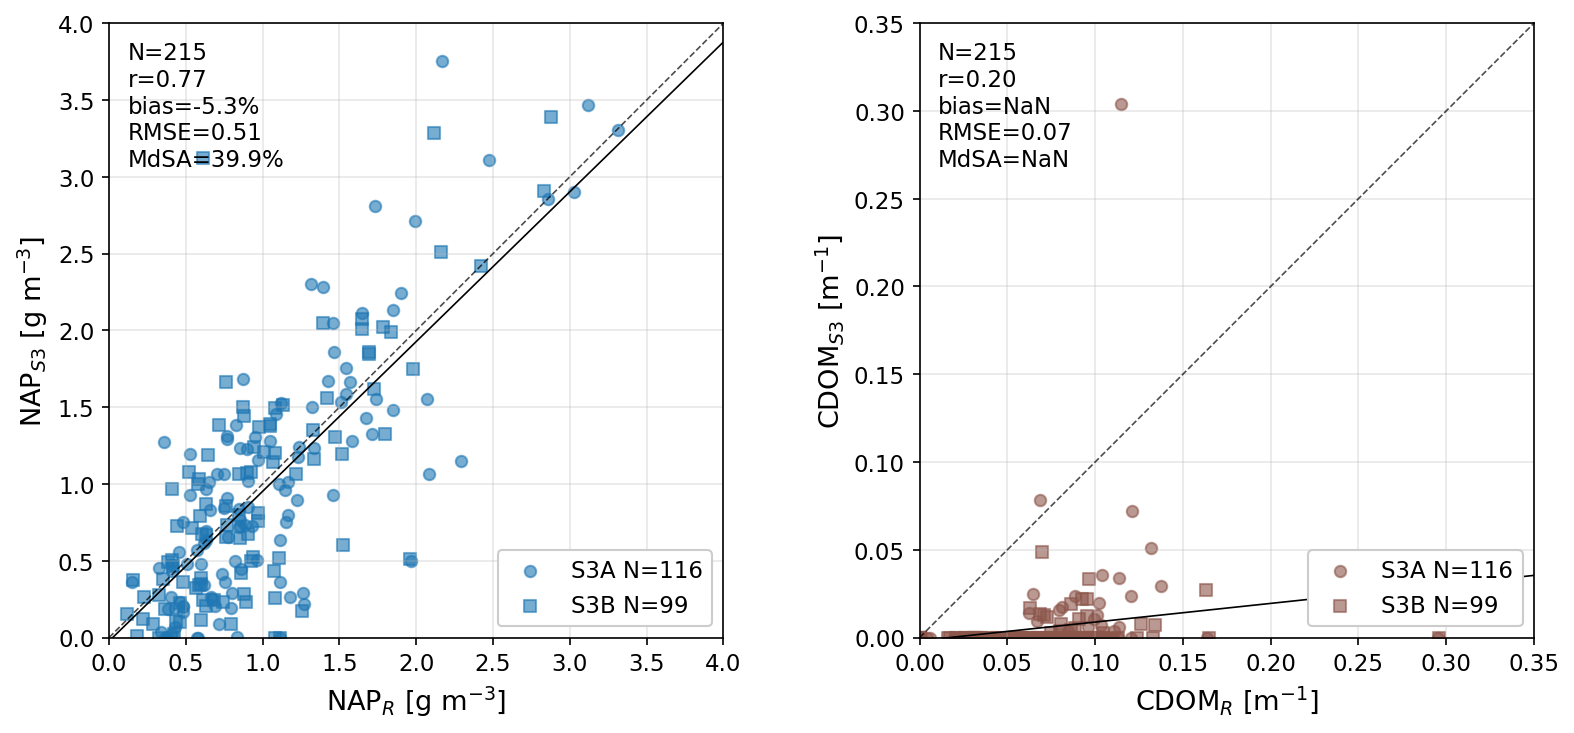 4.0
3.5
3.0
2.5
2.0
1.5
1.0
0.5
0.0
NAP_S3 [g m^−3]
N=215
r=0.77
bias=-5.3%
RMSE=0.51
MdSA=39.9%
S3A N=116
S3B N=99
0.0 0.5 1.0 1.5 2.0 2.5 3.0 3.5 4.0
NAP_R [g m^−3]
0.35
0.30
0.25
0.20
0.15
0.10
0.05
0.00
CDOM_S3 [m^−1]
N=215
r=0.20
bias=NaN
RMSE=0.07
MdSA=NaN
S3A N=116
S3B N=99
0.00 0.05 0.10 0.15 0.20 0.25 0.30 0.35
CDOM_R [m^−1]